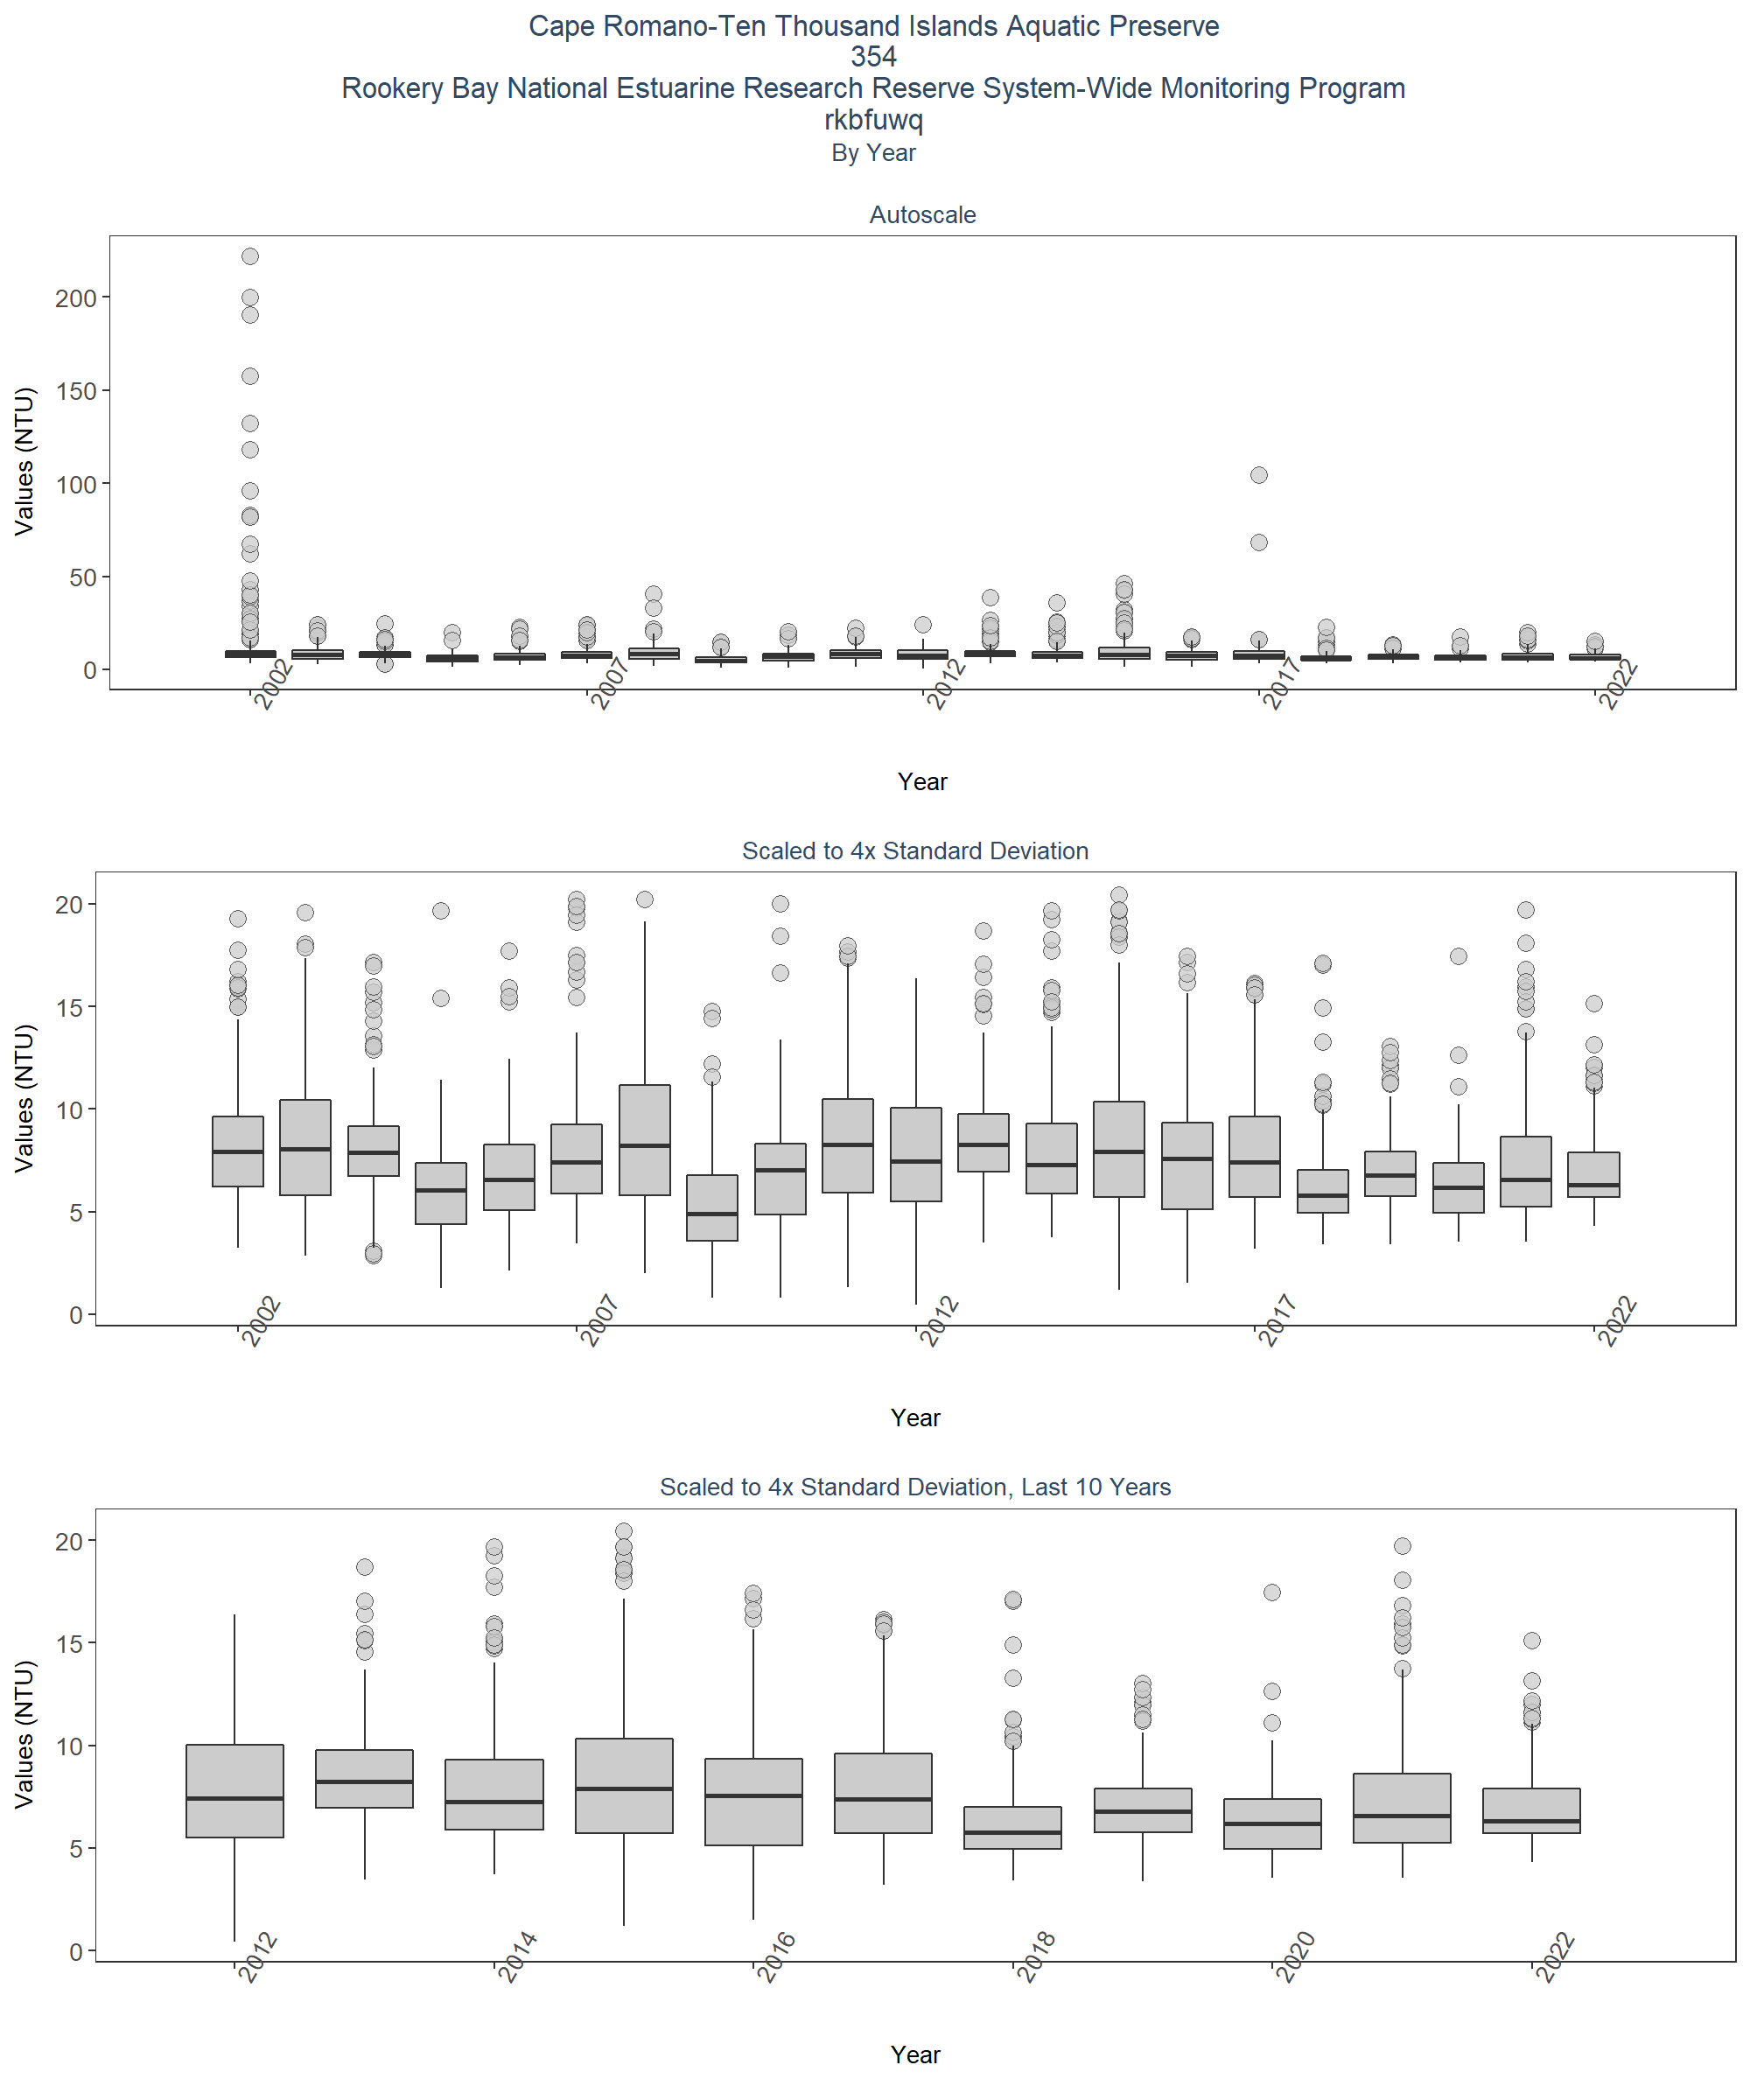 Cape Romano-Ten Thousand Islands Aquatic Preserve
354
Rookery Bay National Estuarine Research Reserve System-Wide Monitoring Program
rkbfuwq
By Year
Autoscale
Values (NTU)
200
150
100
50
0
2002
2007
2012
2017
2022
Year
Scaled to 4x Standard Deviation
Values (NTU)
20
15
10
5
0
2002
2007
2012
2017
2022
Year
Scaled to 4x Standard Deviation, Last 10 Years
Values (NTU)
20
15
10
5
0
2012
2014
2016
2018
2020
2022
Year